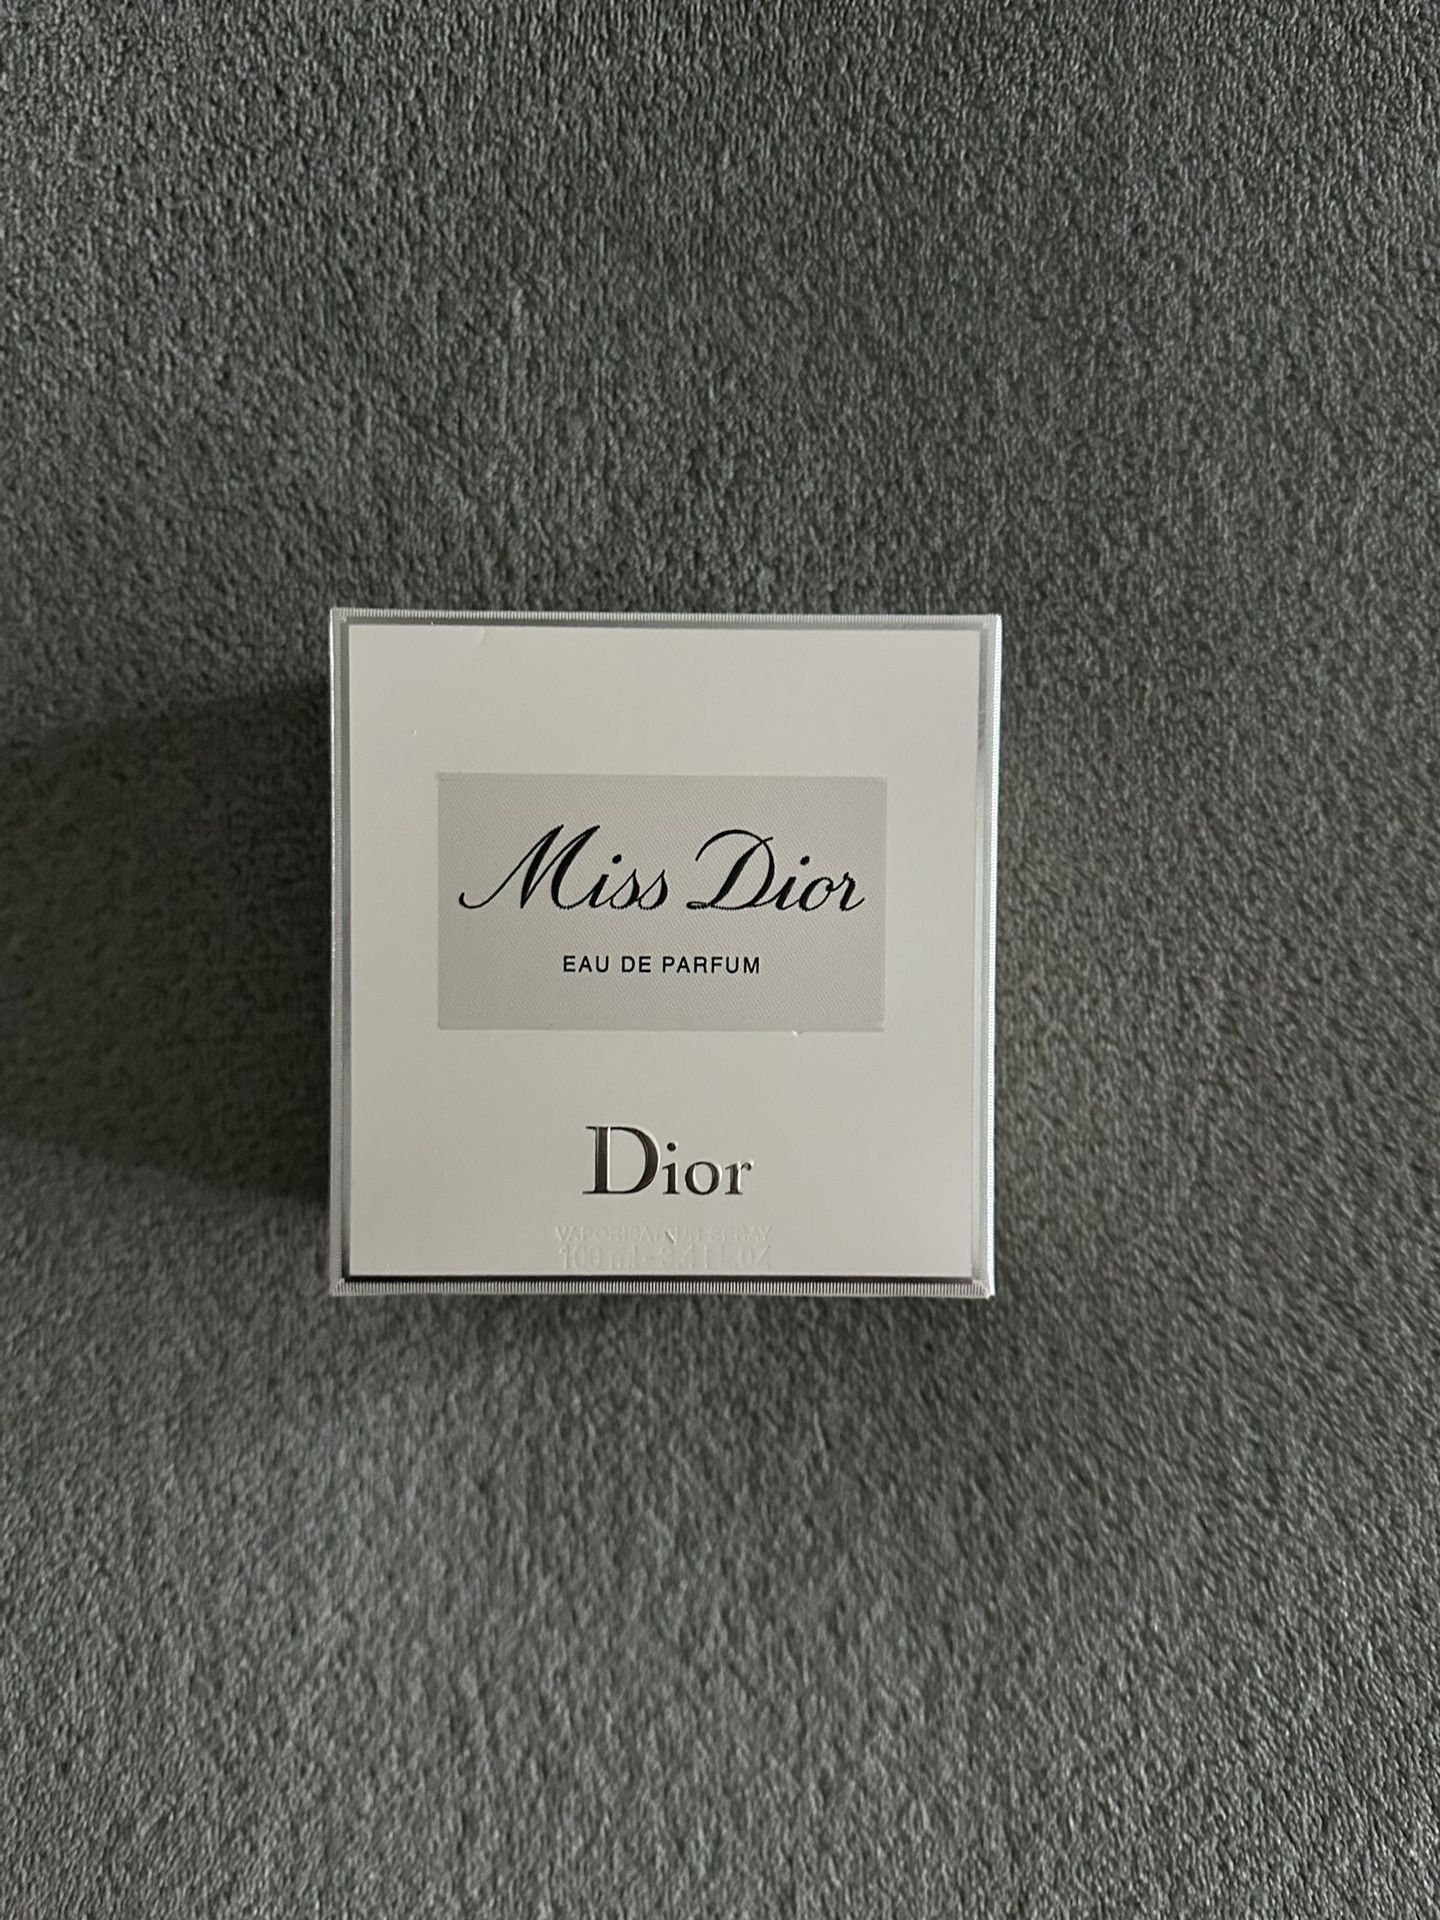 Miss Dior
EAU DE PARFUM
Dior
VAPORISATEUR SPRAY
100 ml-3.4 FL.OZ